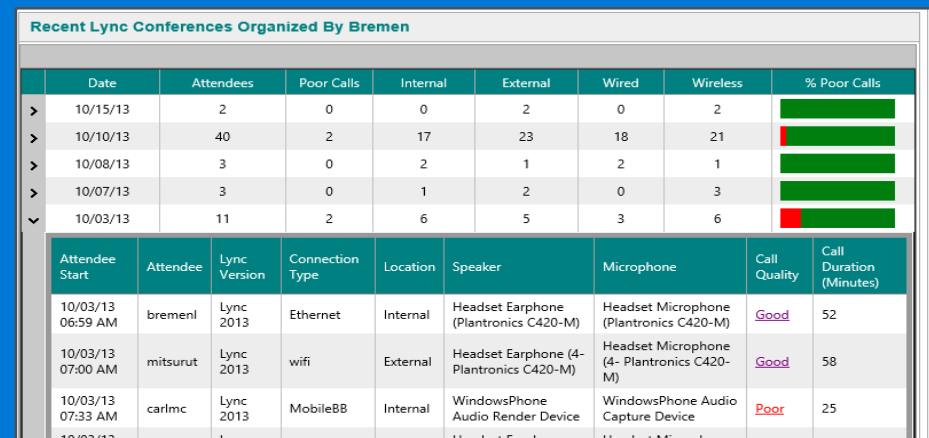 Recent Lync Conferences Organized By Bremen
Date Attendees Poor Calls Internal External Wired Wireless % Poor Calls
10/15/13 2 0 0 2 0 2
10/10/13 40 2 17 23 18 21
10/08/13 3 0 2 1 2 1
10/07/13 3 0 1 2 0 3
10/03/13 11 2 6 5 3 6
Attendee Start Attendee Lync Version Connection Type Location Speaker Microphone Call Quality Call Duration (Minutes)
10/03/13 06:59 AM bremenl Lync 2013 Ethernet Internal Headset Earphone (Plantronics C420-M) Headset Microphone (Plantronics C420-M) Good 52
10/03/13 07:00 AM mitsurut Lync 2013 wifi External Headset Earphone (4- Plantronics C420-M) Headset Microphone (4- Plantronics C420-M) Good 58
10/03/13 07:33 AM carlmc Lync 2013 MobileBB Internal WindowsPhone Audio Render Device WindowsPhone Audio Capture Device Poor 25